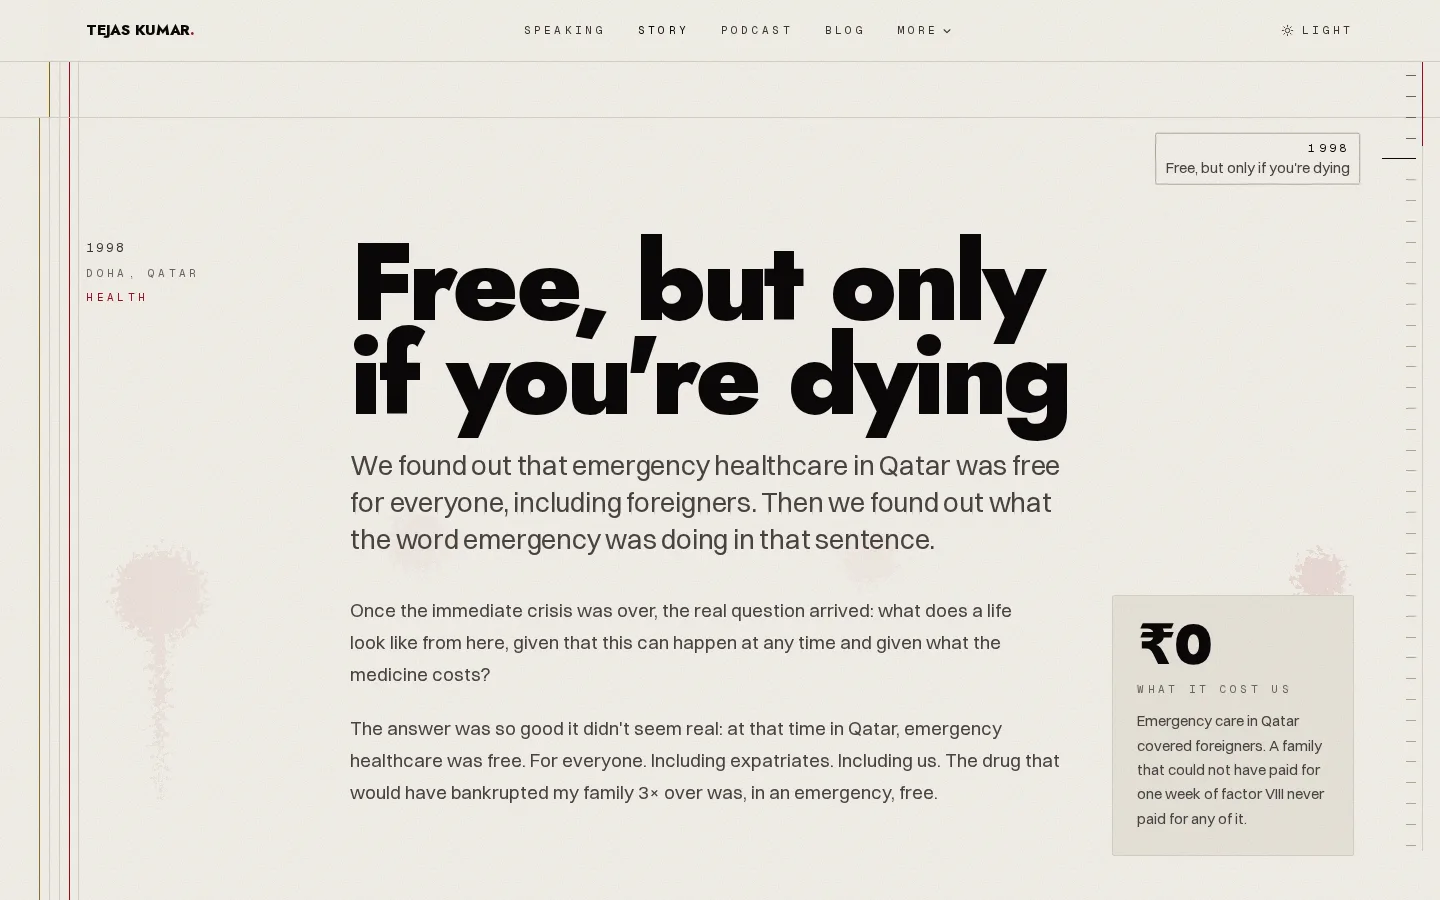 TEJAS KUMAR.
SPEAKING
STORY
PODCAST
BLOG
MORE
LIGHT
1998
Free, but only if you're dying
1998
DOHA, QATAR
HEALTH
Free, but only
if you're dying
We found out that emergency healthcare in Qatar was free
for everyone, including foreigners. Then we found out what
the word emergency was doing in that sentence.
Once the immediate crisis was over, the real question arrived: what does a life
look like from here, given that this can happen at any time and given what the
medicine costs?
The answer was so good it didn't seem real: at that time in Qatar, emergency
healthcare was free. For everyone. Including expatriates. Including us. The drug that
would have bankrupted my family 3× over was, in an emergency, free.
₹0
WHAT IT COST US
Emergency care in Qatar
covered foreigners. A family
that could not have paid for
one week of factor VIII never
paid for any of it.